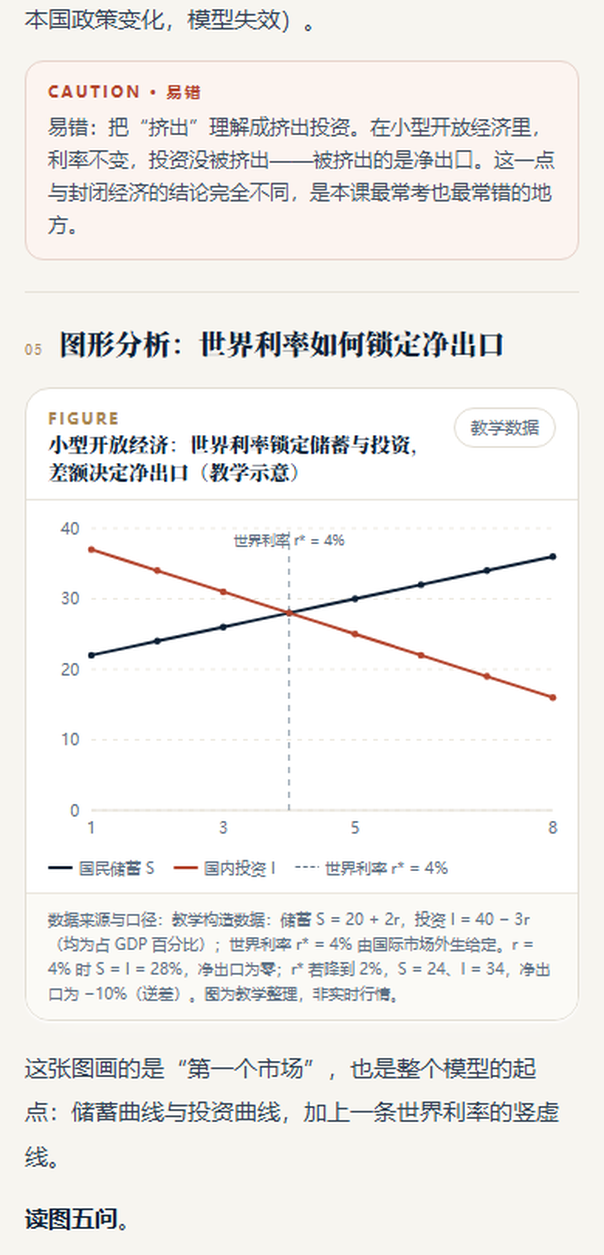 本国政策变化，模型失效）。
CAUTION • 易错
易错：把“挤出”理解成挤出投资。在小型开放经济里，
利率不变，投资没被挤出——被挤出的是净出口。这一点
与封闭经济的结论完全不同，是本课最常考也最常错的地
方。
05 图形分析：世界利率如何锁定净出口
FIGURE
小型开放经济：世界利率锁定储蓄与投资，
差额决定净出口（教学示意）
教学数据
40
世界利率 r* = 4%
30
20
10
0
1 3 5 8
国民储蓄 S 国内投资 I 世界利率 r* = 4%
数据来源与口径：教学构造数据：储蓄 S = 20 + 2r，投资 I = 40 − 3r
（均为占 GDP 百分比）；世界利率 r* = 4% 由国际市场外生给定。r =
4% 时 S = I = 28%，净出口为零；r* 若降到 2%，S = 24、I = 34，净出
口为 −10%（逆差）。图为教学整理，非实时行情。
这张图画的是“第一个市场”，也是整个模型的起
点：储蓄曲线与投资曲线，加上一条世界利率的竖虚
线。
读图五问。